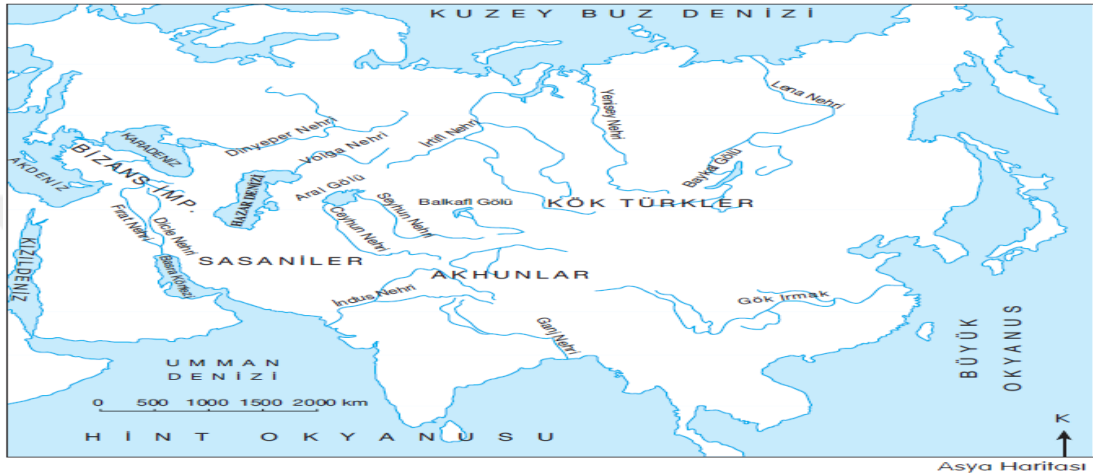 KUZEY BUZ DENİZİ
Lena Nehri
Yenisey Nehri
Dinyeper Nehri
İrtifl Nehri
KARADENİZ
Volga Nehri
AKDENİZ
BİZANS İMP.
Baykal Gölü
HAZAR DENİZİ
Aral Gölü
Seyhun Nehri
Balkafl Gölü
KÖK TÜRKLER
Fırat Nehri
Dicle Nehri
Ceyhun Nehri
KIZILDENİZ
SASANİLER
Basra Körfezi
AKHUNLAR
İndus Nehri
Gök Irmak
Ganj Nehri
BÜYÜK
OKYANUS
UMMAN
DENİZİ
0 500 1000 1500 2000 km
K
HİNT OKYANUSU
Asya Haritası